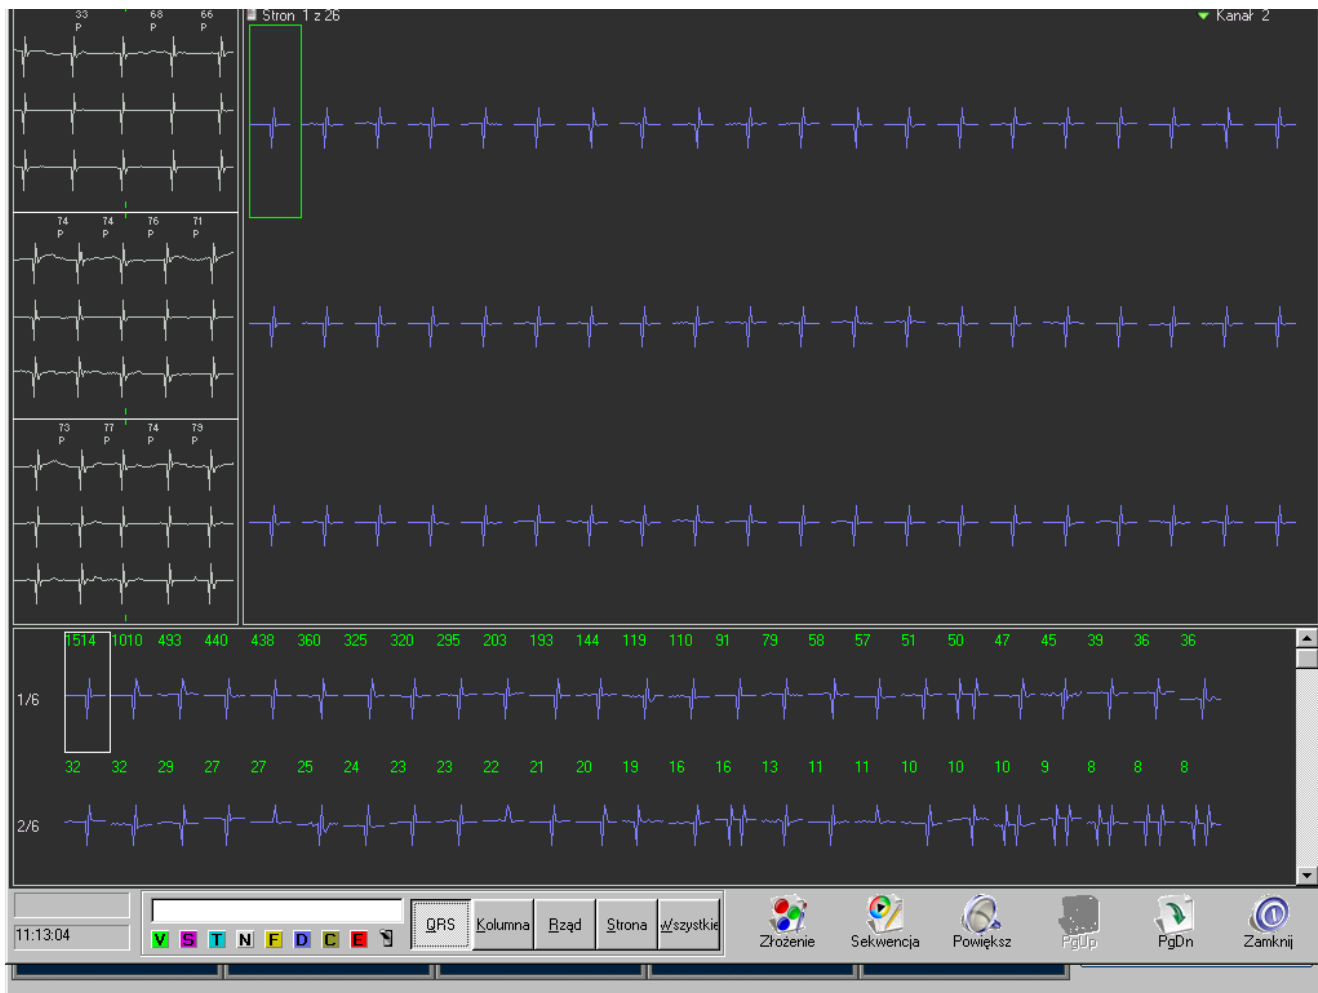 33 68 66
P P P
Stron 1 z 26
Kanał 2
74 74 76 71
P P P P
73 77 74 79
P P P P
1514 1010 493 440 438 360 325 320 295 203 193 144 119 110 91 79 58 57 51 50 47 45 39 36 36
1/6
32 32 29 27 27 25 24 23 23 22 21 20 19 16 16 13 11 11 10 10 10 9 8 8 8
2/6
11:13:04
V S T N F D C E
QRS Kolumna Rząd Strona Wszystkie
Złożenie Sekwencja Powiększ PgUp PgDn Zamknij